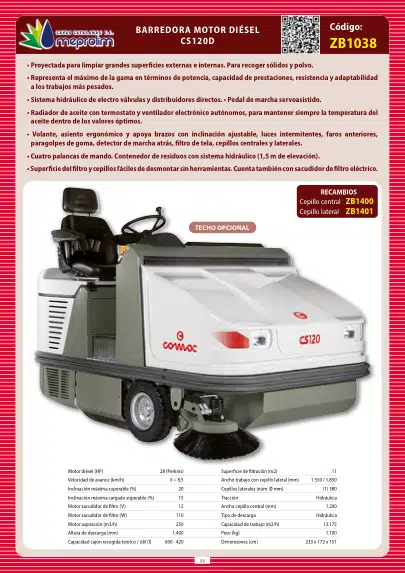 GAVAS CATALANAS S.L.
meprolim
BARREDORA MOTOR DIÉSEL
CS120D
Código:
ZB1038
• Proyectada para limpiar grandes superficies externas e internas. Para recoger sólidos y polvo.
• Representa el máximo de la gama en términos de potencia, capacidad de prestaciones, resistencia y adaptabilidad
a los trabajos más pesados.
• Sistema hidráulico de electro válvulas y distribuidores directos. • Pedal de marcha servoasistido.
• Radiador de aceite con termostato y ventilador electrónico autónomos, para mantener siempre la temperatura del
aceite dentro de los valores óptimos.
• Volante, asiento ergonómico y apoya brazos con inclinación ajustable, luces intermitentes, faros anteriores,
paragolpes de goma, detector de marcha atrás, filtro de tela, cepillos centrales y laterales.
• Cuatro palancas de mando. Contenedor de residuos con sistema hidráulico (1,5 m de elevación).
• Superficie del filtro y cepillos fáciles de desmontar sin herramientas. Cuenta también con sacudidor de filtro eléctrico.
RECAMBIOS
Cepillo central ZB1400
Cepillo lateral ZB1401
TECHO OPCIONAL
comac
CS120
Motor diésel (HP) 28 (Perkins)
Velocidad de avance (km/h) 0 – 8,5
Inclinación máxima superable (%) 20
Inclinación máxima cargado superable (%) 15
Motor sacudidor de filtro (V) 12
Motor sacudidor de filtro (W) 110
Motor aspiración (m3/h) 250
Altura de descarga (mm) 1.400
Capacidad cajón recogida teórico / útil (l) 600 - 420
Superficie de filtración (m2) 11
Ancho trabajo con cepillo lateral (mm) 1.550 / 1.850
Cepillos laterales (núm. Ø mm) (1) 580
Tracción Hidráulica
Ancho cepillo central (mm) 1.200
Tipo de descarga Hidráulica
Capacidad de trabajo (m2/h) 13.175
Peso (kg) 1.100
Dimensiones (cm) 233 x 172 x 151